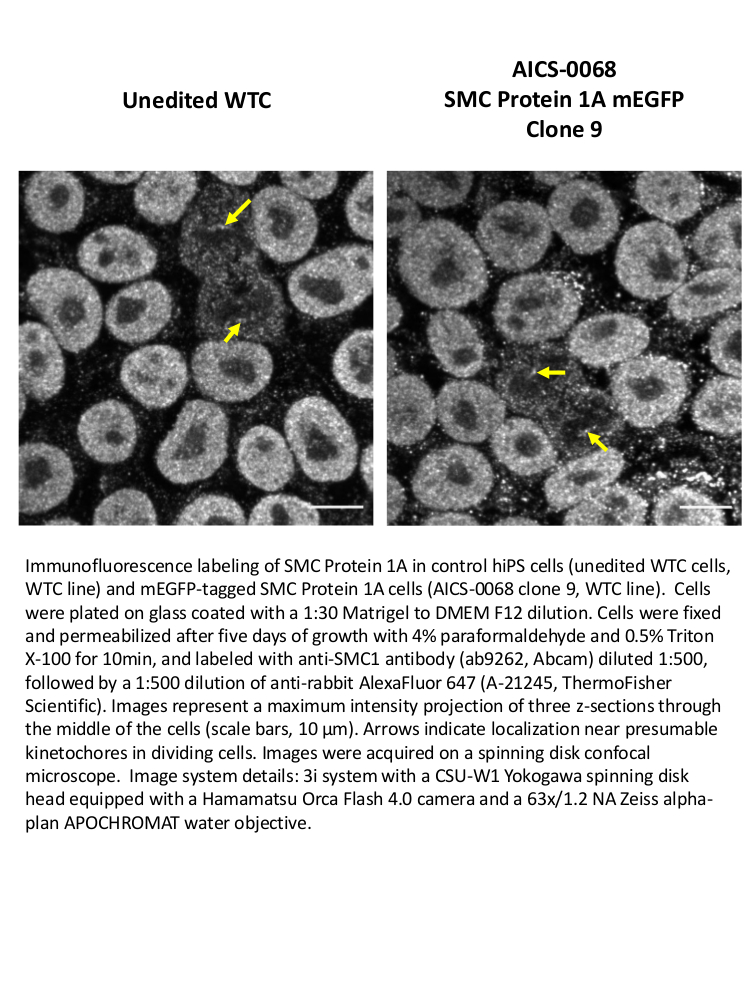 Unedited WTC
AICS-0068
SMC Protein 1A mEGFP
Clone 9
Immunofluorescence labeling of SMC Protein 1A in control hiPS cells (unedited WTC cells,
WTC line) and mEGFP-tagged SMC Protein 1A cells (AICS-0068 clone 9, WTC line).  Cells
were plated on glass coated with a 1:30 Matrigel to DMEM F12 dilution. Cells were fixed
and permeabilized after five days of growth with 4% paraformaldehyde and 0.5% Triton
X-100 for 10min, and labeled with anti-SMC1 antibody (ab9262, Abcam) diluted 1:500,
followed by a 1:500 dilution of anti-rabbit AlexaFluor 647 (A-21245, ThermoFisher
Scientific). Images represent a maximum intensity projection of three z-sections through
the middle of the cells (scale bars, 10 μm). Arrows indicate localization near presumable
kinetochores in dividing cells. Images were acquired on a spinning disk confocal
microscope.  Image system details: 3i system with a CSU-W1 Yokogawa spinning disk
head equipped with a Hamamatsu Orca Flash 4.0 camera and a 63x/1.2 NA Zeiss alpha-
plan APOCHROMAT water objective.